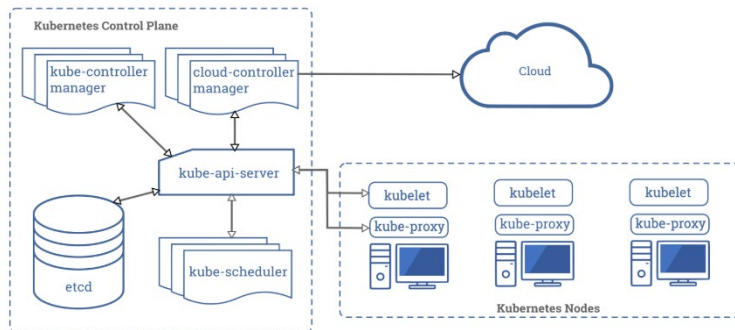 Kubernetes Control Plane
kube-controller
manager
cloud-controller
manager
Cloud
kube-api-server
kubelet
kubelet
kubelet
kube-proxy
kube-proxy
kube-proxy
etcd
kube-scheduler
Kubernetes Nodes